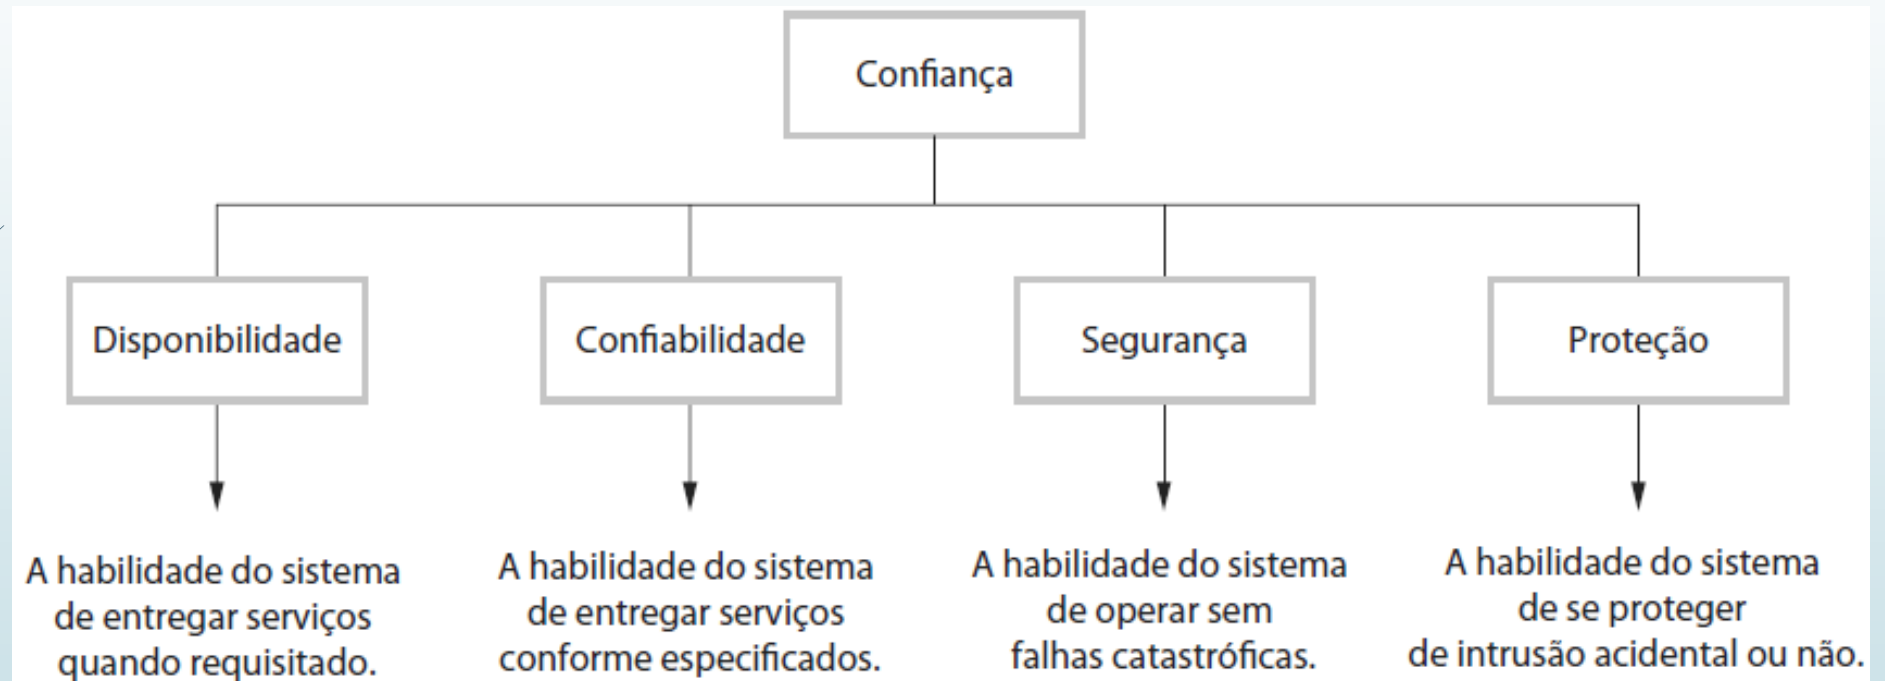 Confiança
Disponibilidade
Confiabilidade
Segurança
Proteção
A habilidade do sistema
de entregar serviços
quando requisitado.
A habilidade do sistema
de entregar serviços
conforme especificados.
A habilidade do sistema
de operar sem
falhas catastróficas.
A habilidade do sistema
de se proteger
de intrusão acidental ou não.